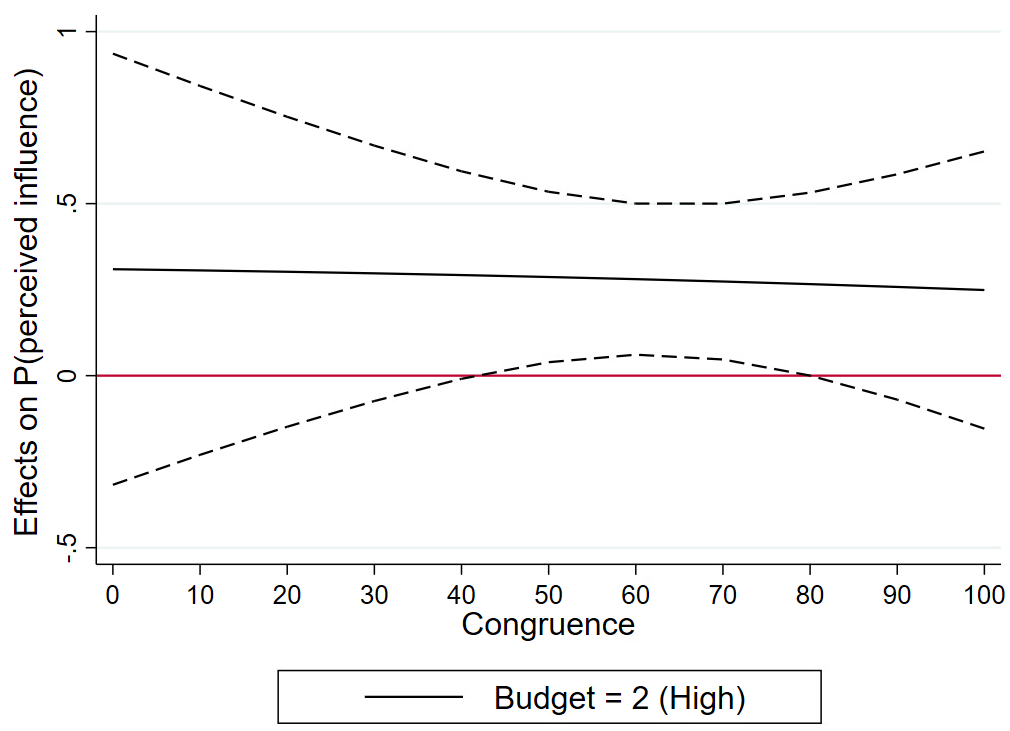 Effects on P(perceived influence)
1
.5
0
-.5
0 10 20 30 40 50 60 70 80 90 100
Congruence
Budget = 2 (High)